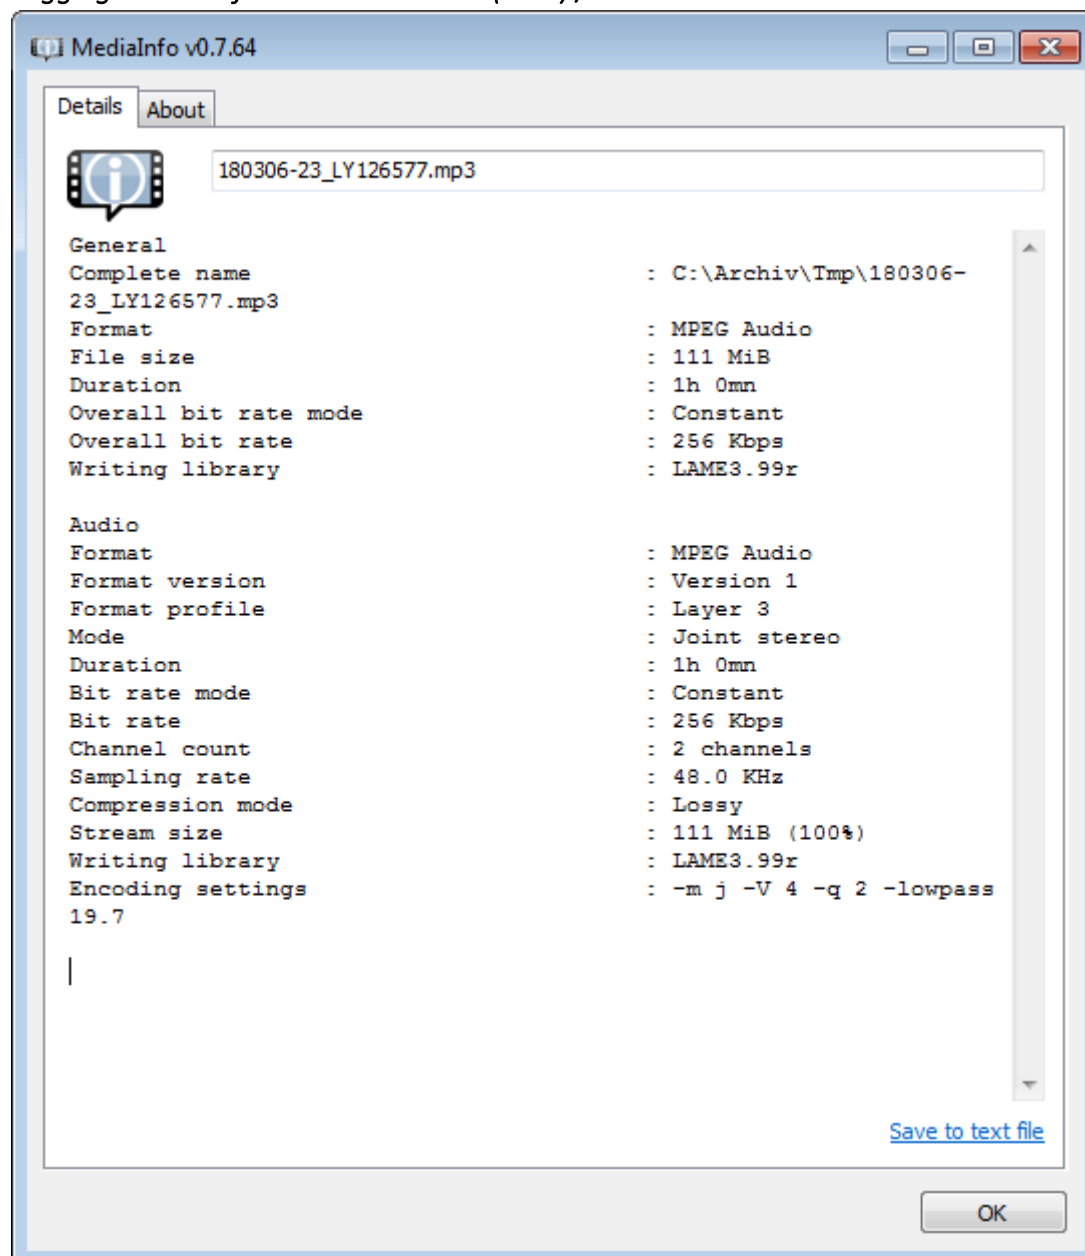 MediaInfo v0.7.64
Details
About
180306-23_LY126577.mp3
General
Complete name : C:\Archiv\Tmp\180306-
23_LY126577.mp3
Format : MPEG Audio
File size : 111 MiB
Duration : 1h 0mn
Overall bit rate mode : Constant
Overall bit rate : 256 Kbps
Writing library : LAME3.99r
Audio
Format : MPEG Audio
Format version : Version 1
Format profile : Layer 3
Mode : Joint stereo
Duration : 1h 0mn
Bit rate mode : Constant
Bit rate : 256 Kbps
Channel count : 2 channels
Sampling rate : 48.0 KHz
Compression mode : Lossy
Stream size : 111 MiB (100%)
Writing library : LAME3.99r
Encoding settings : -m j -V 4 -q 2 -lowpass
19.7
Save to text file
OK